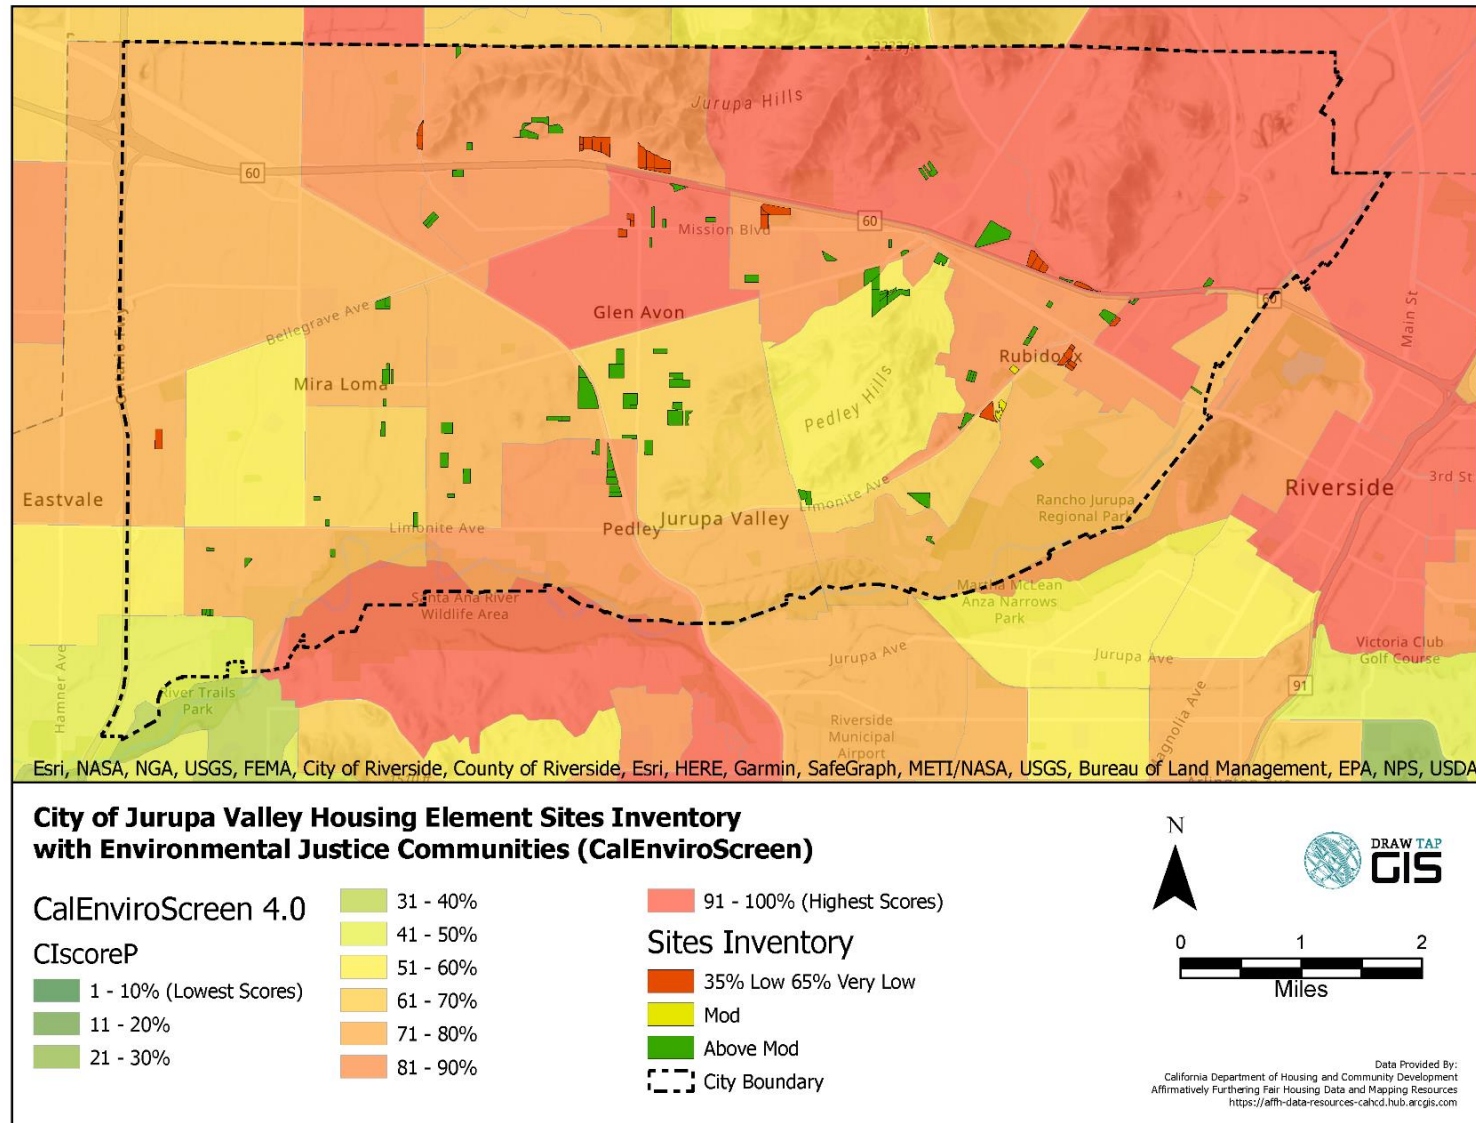 2223 ft
Jurupa Hills
60
Mission Blvd
60
Glen Avon
60
Main St
Bellegrave Ave
Mira Loma
Rubidoux
Pedley Hills
Eastvale
Limonite Ave
Riverside
3rd St
Rancho Jurupa
Regional Park
Limonite Ave
Pedley
Jurupa Valley
Santa Ana River
Wildlife Area
Martha McLean
Anza Narrows
Park
Hamner Ave
River Trails
Park
Jurupa Ave
Jurupa Ave
Victoria Club
Golf Course
91
Magnolia Ave
Riverside
Municipal
Airport
Esri, NASA, NGA, USGS, FEMA, City of Riverside, County of Riverside, Esri, HERE, Garmin, SafeGraph, METI/NASA, USGS, Bureau of Land Management, EPA, NPS, USDA
City of Jurupa Valley Housing Element Sites Inventory
with Environmental Justice Communities (CalEnviroScreen)
CalEnviroScreen 4.0
CIscoreP
1 - 10% (Lowest Scores)
11 - 20%
21 - 30%
31 - 40%
41 - 50%
51 - 60%
61 - 70%
71 - 80%
81 - 90%
91 - 100% (Highest Scores)
Sites Inventory
35% Low 65% Very Low
Mod
Above Mod
City Boundary
N
DRAW TAP
GIS
0 1 2
Miles
Data Provided By:
California Department of Housing and Community Development
Affirmatively Furthering Fair Housing Data and Mapping Resources
https://affh-data-resources-cahcd.hub.arcgis.com